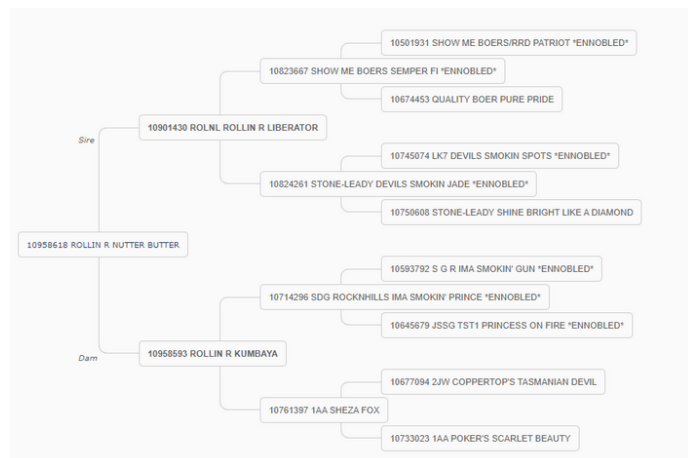 10501931 SHOW ME BOERS/RRD PATRIOT *ENNOBLED*
10823667 SHOW ME BOERS SEMPER FI *ENNOBLED*
10674453 QUALITY BOER PURE PRIDE
10901430 ROLNL ROLLIN R LIBERATOR
Sire
10745074 LK7 DEVILS SMOKIN SPOTS *ENNOBLED*
10824261 STONE-LEADY DEVILS SMOKIN JADE *ENNOBLED*
10750608 STONE-LEADY SHINE BRIGHT LIKE A DIAMOND
10958618 ROLLIN R NUTTER BUTTER
10593792 S G R IMA SMOKIN' GUN *ENNOBLED*
10714296 SDG ROCKNHILLS IMA SMOKIN' PRINCE *ENNOBLED*
10645679 JSSG TST1 PRINCESS ON FIRE *ENNOBLED*
10958593 ROLLIN R KUMBAYA
Dam
10677094 2JW COPPERTOP'S TASMANIAN DEVIL
10761397 1AA SHEZA FOX
10733023 1AA POKER'S SCARLET BEAUTY